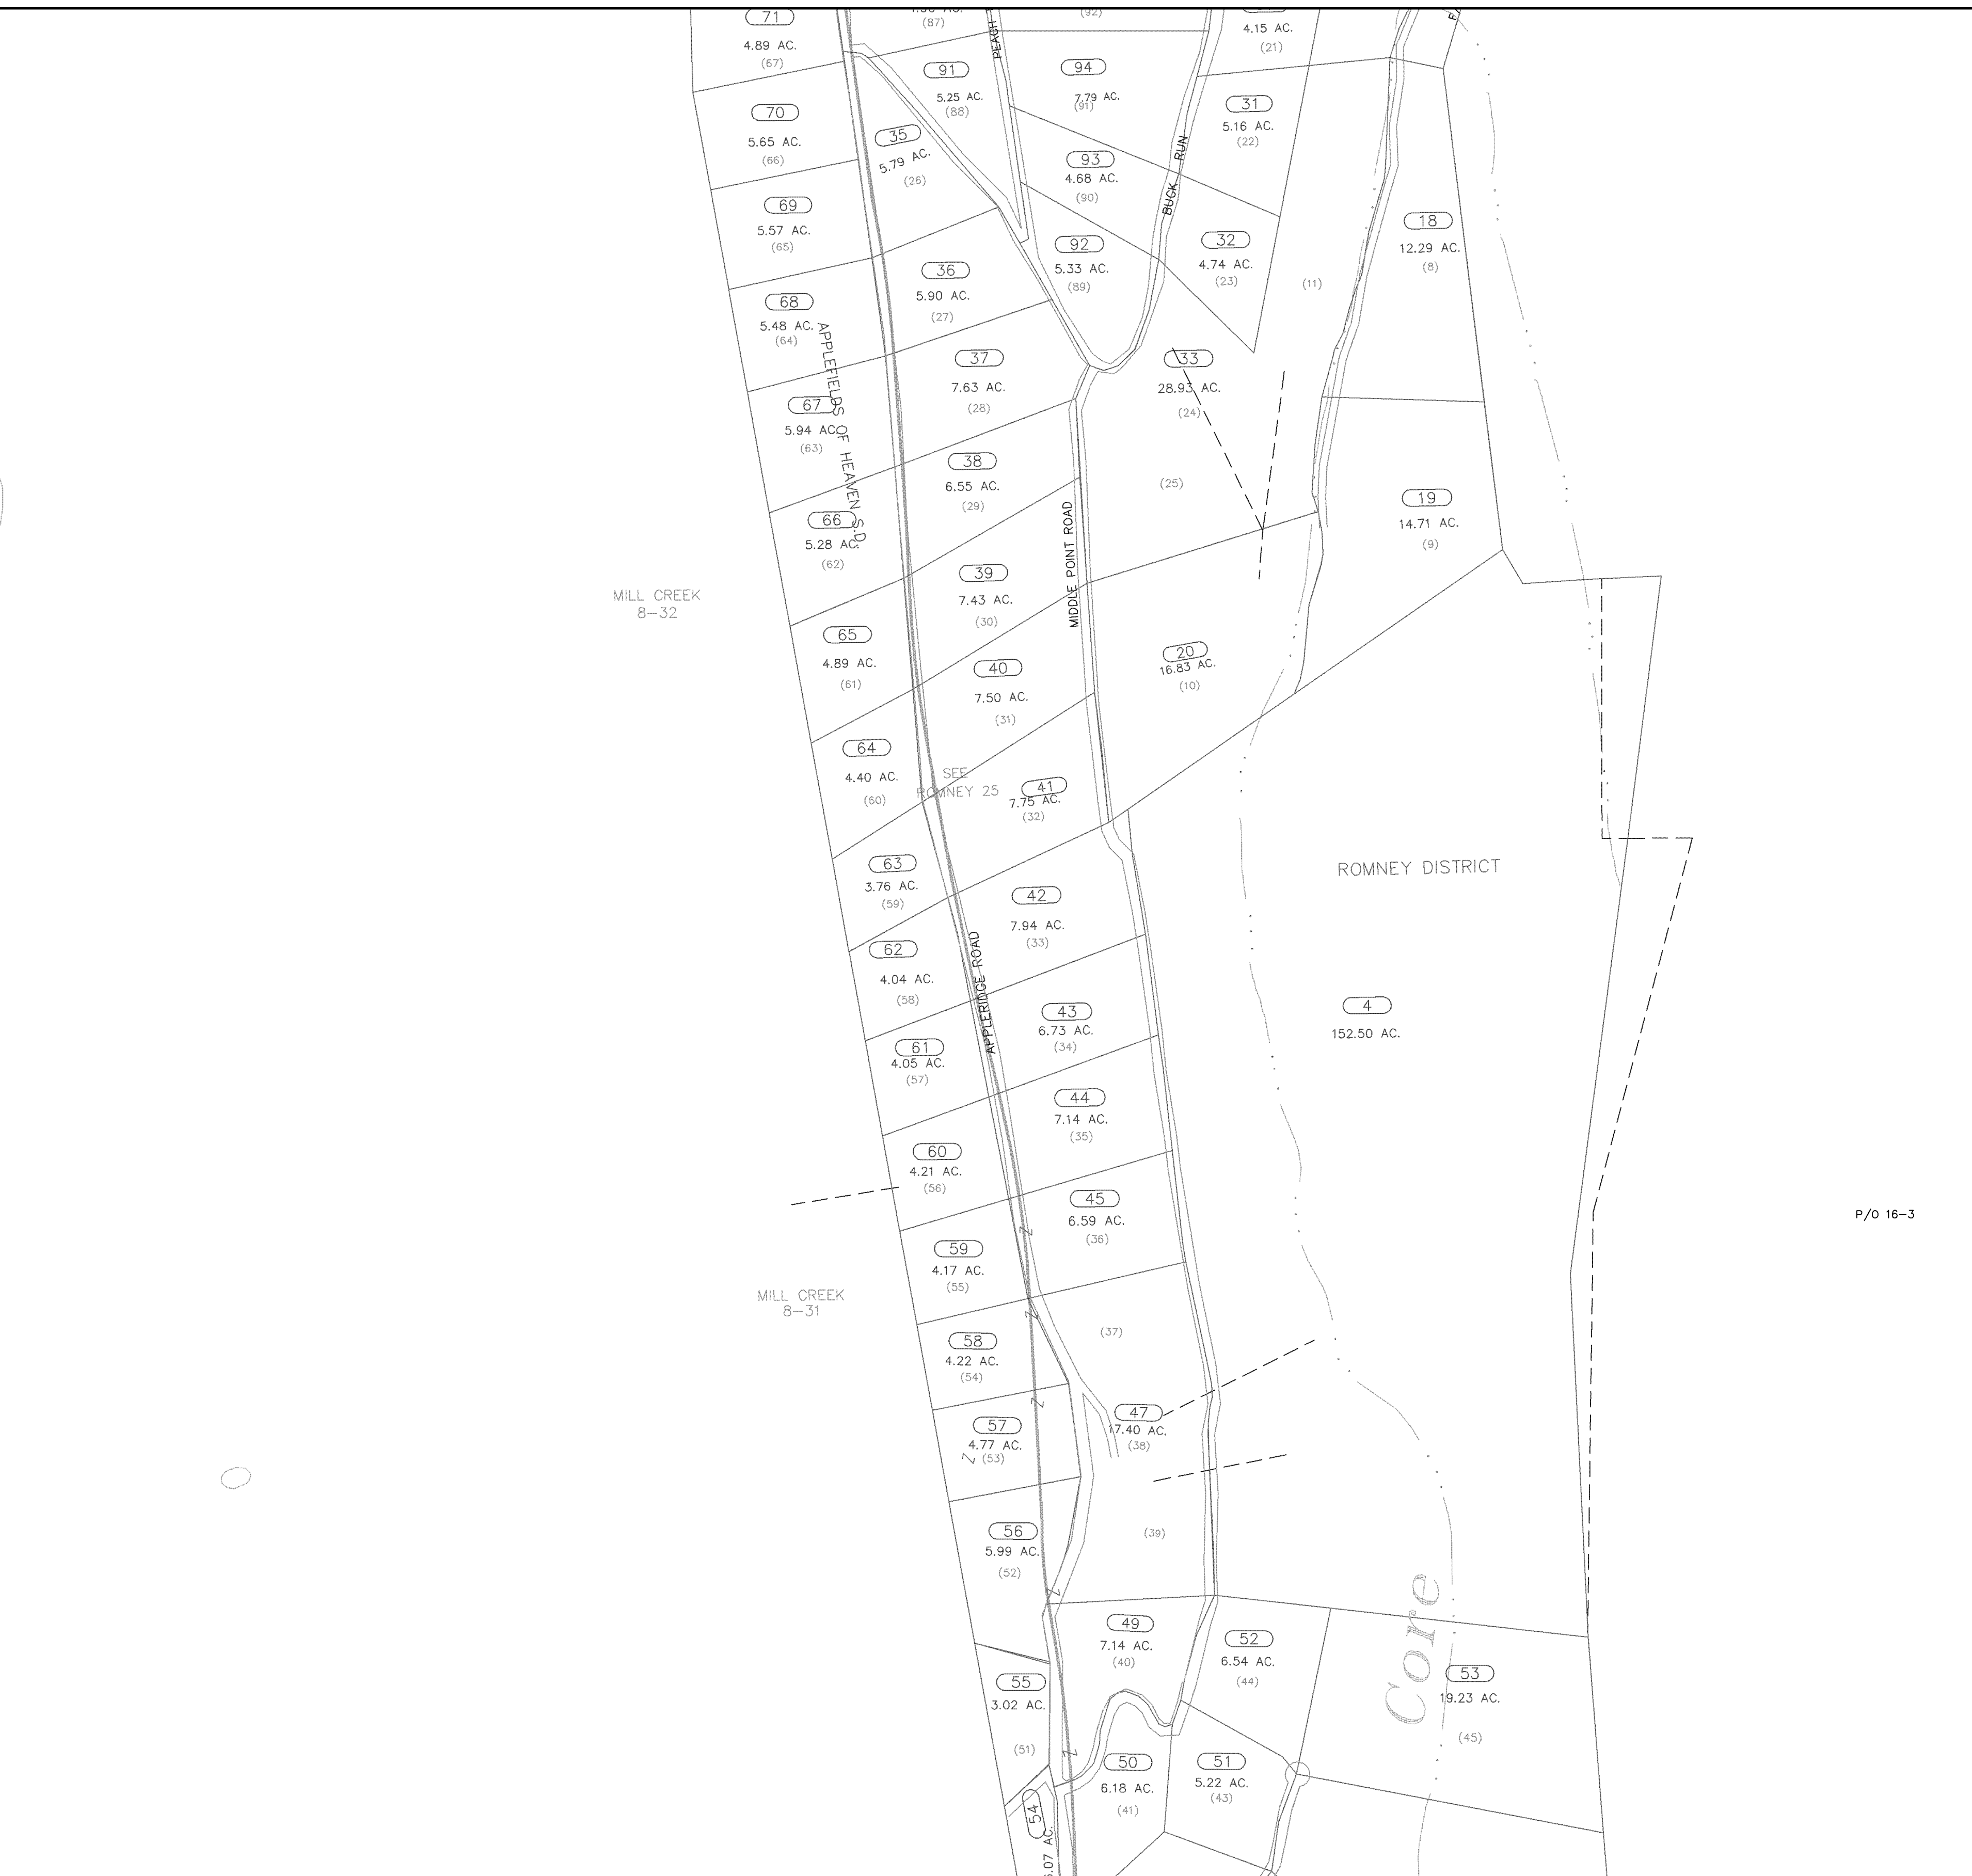 71
4.89 AC.
(67)
(87)
PEACH
(92)
4.15 AC.
(21)
91
5.25 AC.
(88)
94
7.79 AC.
(91)
70
5.65 AC.
(66)
35
5.79 AC.
(26)
31
5.16 AC.
(22)
93
4.68 AC.
(90)
BUCK RUN
69
5.57 AC.
(65)
92
5.33 AC.
(89)
32
4.74 AC.
(23)
18
12.29 AC.
(8)
(11)
36
5.90 AC.
(27)
68
5.48 AC.
(64)
APPLEFIELDS OF HEAVEN S.D.
37
7.63 AC.
(28)
33
28.93 AC.
(24)
67
5.94 AC.
(63)
38
6.55 AC.
(29)
(25)
19
14.71 AC.
(9)
66
5.28 AC.
(62)
MIDDLE POINT ROAD
39
7.43 AC.
(30)
MILL CREEK
8-32
65
4.89 AC.
(61)
40
7.50 AC.
(31)
20
16.83 AC.
(10)
64
4.40 AC.
(60)
SEE
ROMNEY 25
41
7.75 AC.
(32)
63
3.76 AC.
(59)
ROMNEY DISTRICT
42
7.94 AC.
(33)
62
4.04 AC.
(58)
APPLERIDGE ROAD
43
6.73 AC.
(34)
4
152.50 AC.
61
4.05 AC.
(57)
44
7.14 AC.
(35)
60
4.21 AC.
(56)
45
6.59 AC.
(36)
P/O 16-3
59
4.17 AC.
(55)
MILL CREEK
8-31
(37)
58
4.22 AC.
(54)
47
17.40 AC.
(38)
57
4.77 AC.
(53)
56
5.99 AC.
(52)
(39)
49
7.14 AC.
(40)
52
6.54 AC.
(44)
Core
53
19.23 AC.
(45)
55
3.02 AC.
(51)
50
6.18 AC.
(41)
51
5.22 AC.
(43)
54
.07 AC.